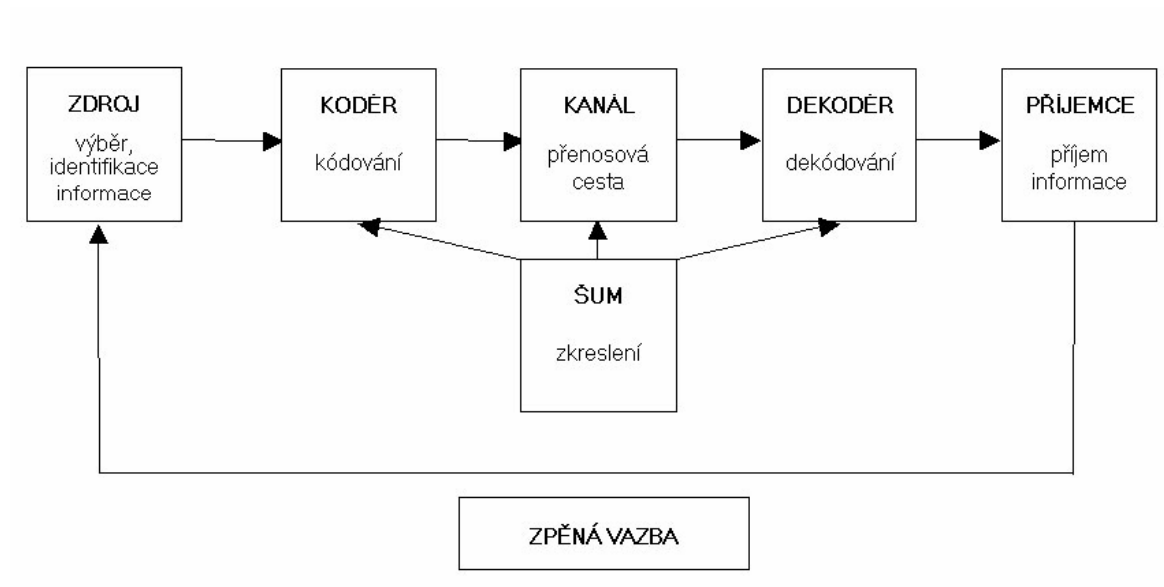 ZDROJ
výběr,
identifikace
informace
KODÉR
kódování
KANÁL
přenosová
cesta
DEKODÉR
dekódování
PŘÍJEMCE
příjem
informace
ŠUM
zkreslení
ZPĚNÁ VAZBA